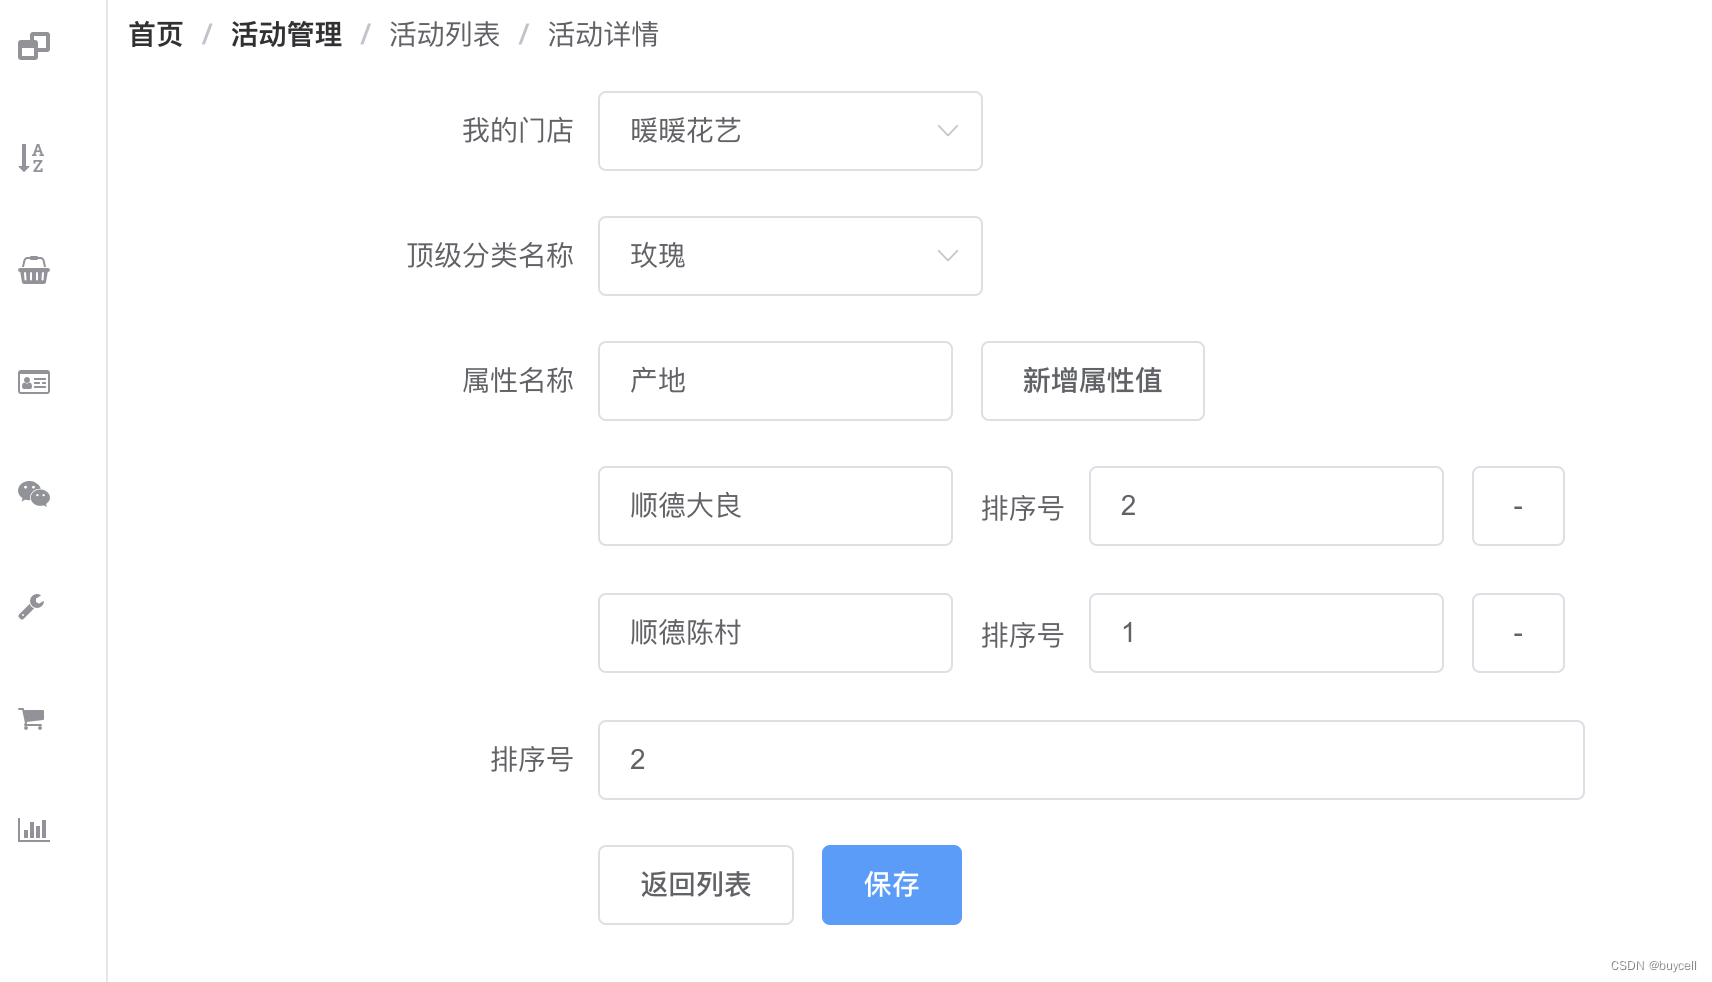 首页 / 活动管理 / 活动列表 / 活动详情
我的门店 暖暖花艺
顶级分类名称 玫瑰
属性名称 产地 新增属性值
顺德大良 排序号 2 -
顺德陈村 排序号 1 -
排序号 2
返回列表 保存
CSDN @buycell